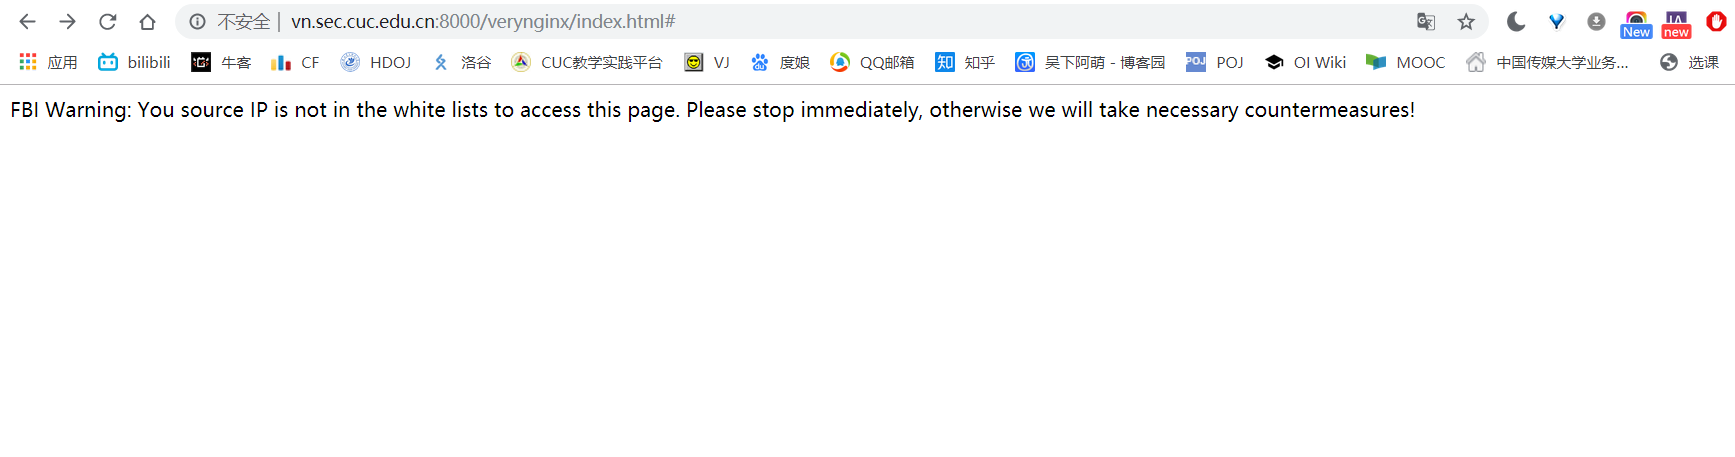 不安全 | vn.sec.cuc.edu.cn:8000/verynginx/index.html#
New new
应用 bilibili 牛客 CF HDOJ 洛谷 CUC教学实践平台 VJ 度娘 QQ邮箱 知 知乎 吴下阿萌 - 博客园 POJ POJ OI Wiki MOOC 中国传媒大学业务... 选课
FBI Warning: You source IP is not in the white lists to access this page. Please stop immediately, otherwise we will take necessary countermeasures!